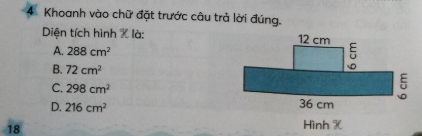 4 Khoanh vào chữ đặt trước câu trả lời đúng.
Diện tích hình ℋ là:
A. 288 cm²
B. 72 cm²
C. 298 cm²
D. 216 cm²
12 cm
6 cm
6 cm
36 cm
Hình ℋ
18